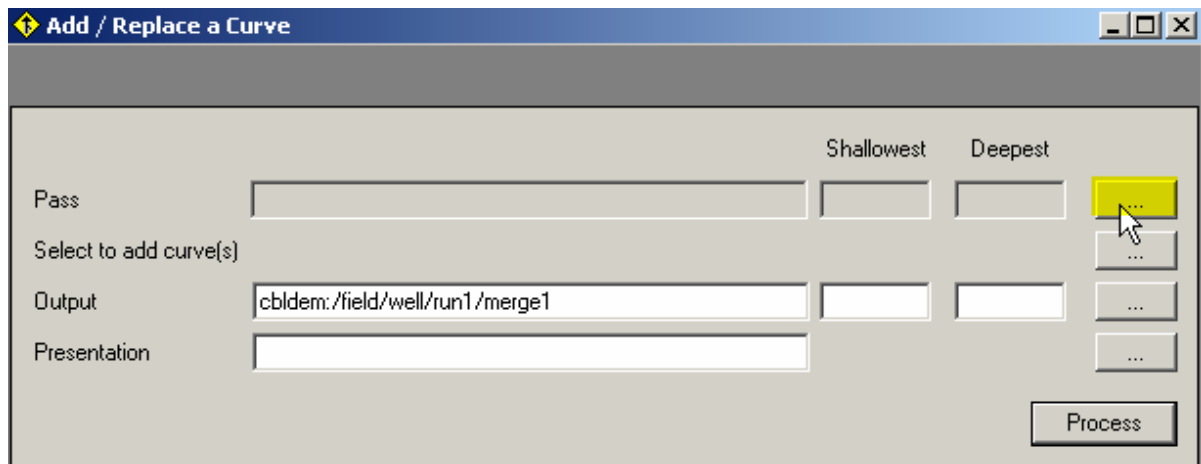 Add / Replace a Curve
Shallowest Deepest
Pass ...
Select to add curve(s) ...
Output cbldem:/field/well/run1/merge1 ...
Presentation ...
Process